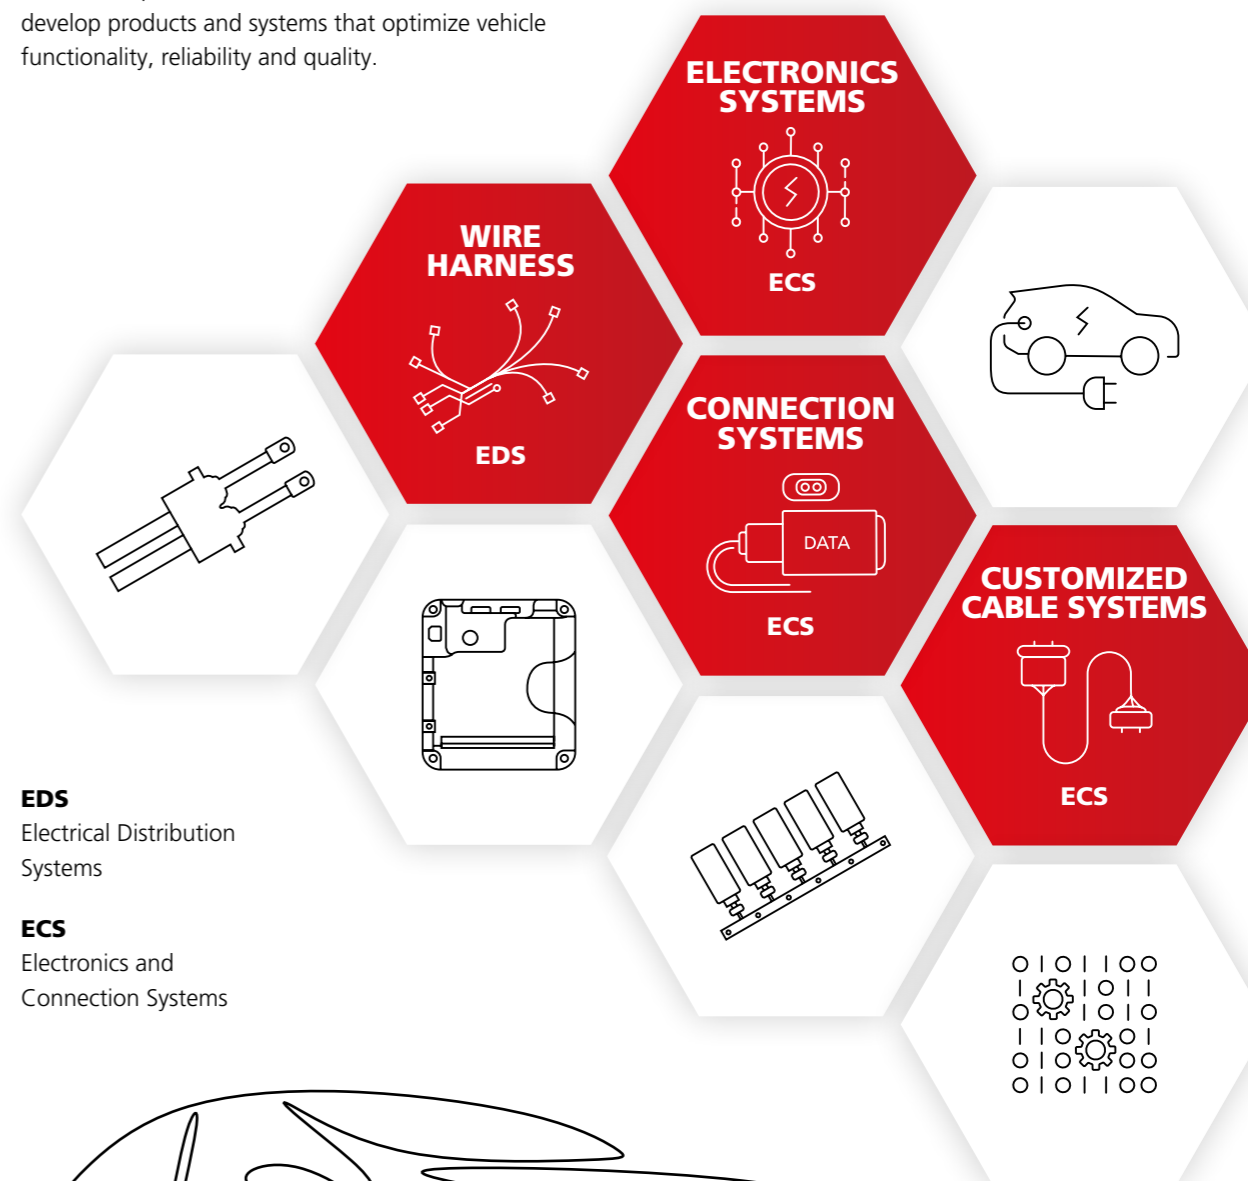 develop products and systems that optimize vehicle
functionality, reliability and quality.
ELECTRONICS
SYSTEMS
ECS
WIRE
HARNESS
EDS
CONNECTION
SYSTEMS
DATA
ECS
CUSTOMIZED
CABLE SYSTEMS
ECS
EDS
Electrical Distribution
Systems
ECS
Electronics and
Connection Systems